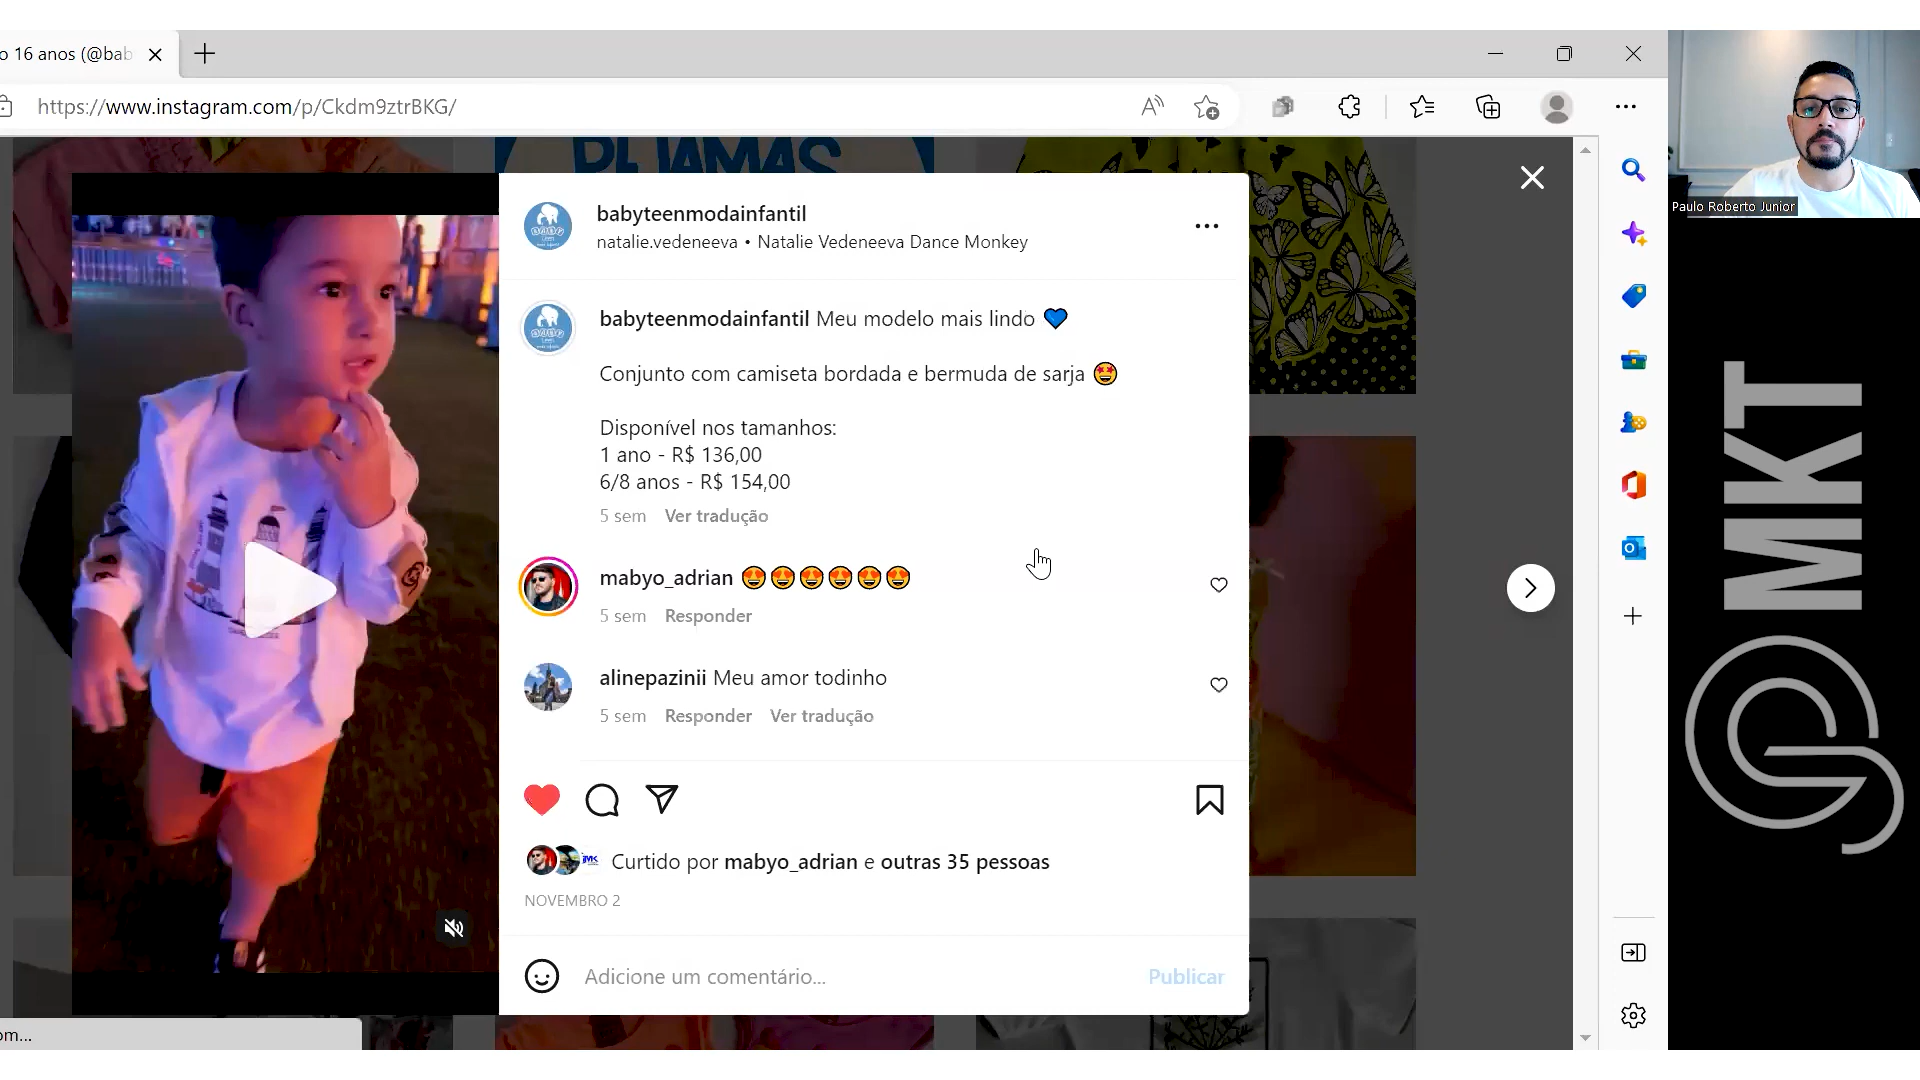 o 16 anos (@bab
https://www.instagram.com/p/Ckdm9ztrBKG/
PIJAMAS
babyteenmodainfantil
natalie.vedeneeva • Natalie Vedeneeva Dance Monkey
babyteenmodainfantil Meu modelo mais lindo 💙
Conjunto com camiseta bordada e bermuda de sarja 🤩
Disponível nos tamanhos:
1 ano - R$ 136,00
6/8 anos - R$ 154,00
5 sem Ver tradução
mabyo_adrian 😍😍😍😍😍😍
5 sem Responder
alinepazinii Meu amor todinho
5 sem Responder Ver tradução
Curtido por mabyo_adrian e outras 35 pessoas
NOVEMBRO 2
Adicione um comentário...
Publicar
om...
Paulo Roberto Junior
MKT